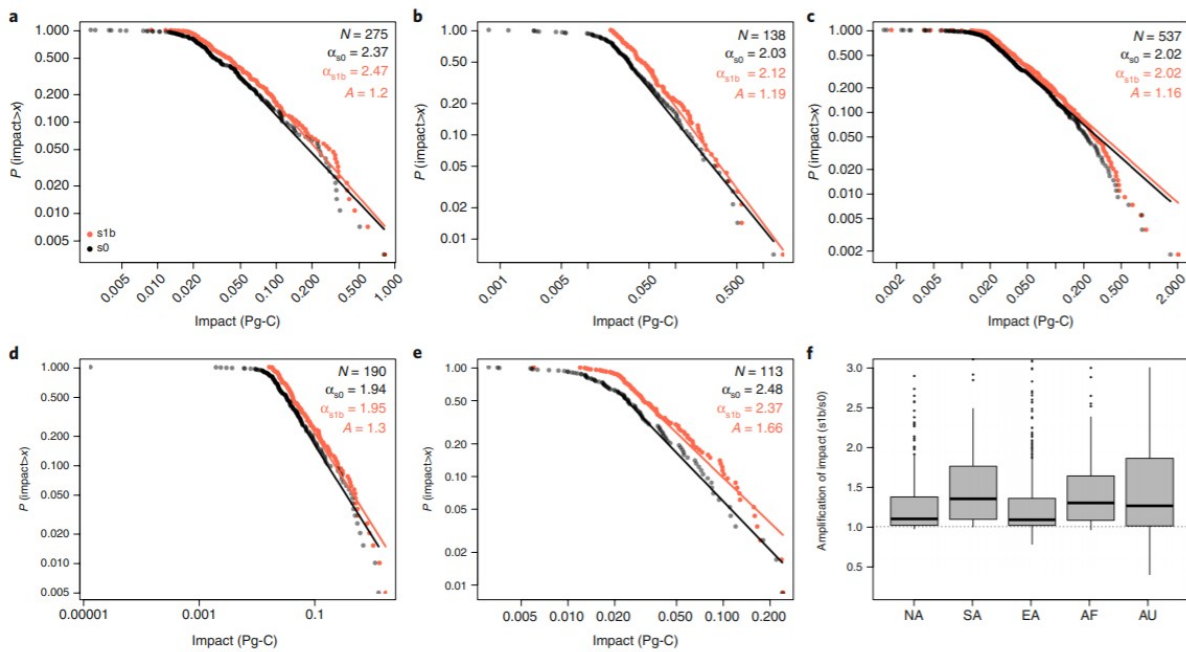 a
P (impact>x)
1.000
0.500
0.200
0.100
0.050
0.020
0.010
0.005
N = 275
αs0 = 2.37
αs1b = 2.47
A = 1.2
s1b
s0
0.005
0.010
0.020
0.050
0.100
0.200
0.500
1.000
Impact (Pg-C)
b
P (impact>x)
1.00
0.50
0.20
0.10
0.05
0.01
N = 138
αs0 = 2.03
αs1b = 2.12
A = 1.19
0.001
0.005
0.050
0.500
Impact (Pg-C)
c
P (impact>x)
1.000
0.500
0.200
0.100
0.050
0.020
0.010
0.005
0.002
N = 537
αs0 = 2.02
αs1b = 2.02
A = 1.16
0.002
0.005
0.020
0.050
0.200
0.500
2.000
Impact (Pg-C)
d
P (impact>x)
1.000
0.500
0.200
0.100
0.050
0.020
0.010
0.005
N = 190
αs0 = 1.94
αs1b = 1.95
A = 1.3
0.00001
0.001
0.1
Impact (Pg-C)
e
P (impact>x)
1.00
0.50
0.20
0.10
0.05
0.02
0.01
N = 113
αs0 = 2.48
αs1b = 2.37
A = 1.66
0.005
0.010
0.020
0.050
0.100
0.200
Impact (Pg-C)
f
Amplification of impact (s1b/s0)
3.0
2.5
2.0
1.5
1.0
0.5
NA
SA
EA
AF
AU